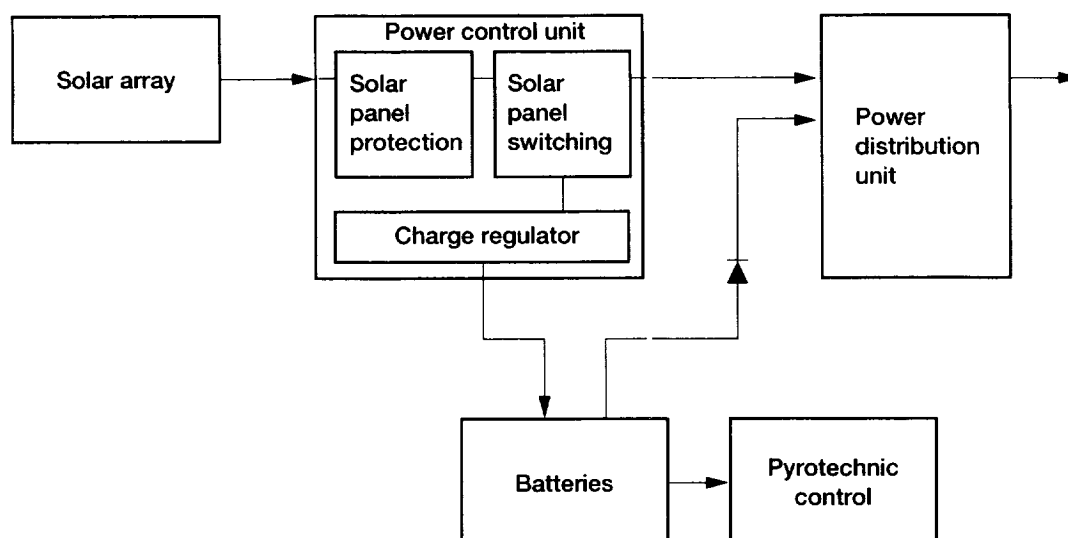 Power control unit
Solar array
Solar
panel
protection
Solar
panel
switching
Power
distribution
unit
Charge regulator
Batteries
Pyrotechnic
control